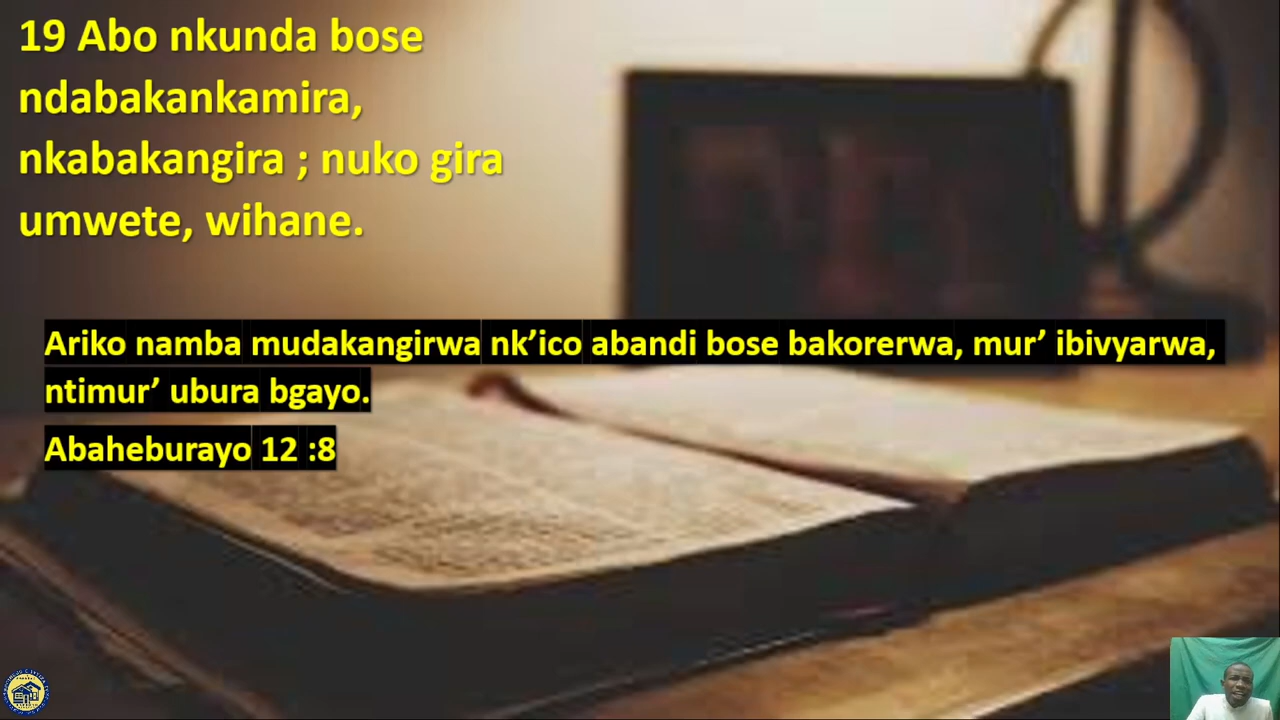 19 Abo nkunda bose
ndabakankamira,
nkabakangira ; nuko gira
umwete, wihane.
Ariko namba mudakangirwa nk’ico abandi bose bakorerwa, mur’ ibivyarwa,
ntimur’ ubura bgayo.
Abaheburayo 12 :8